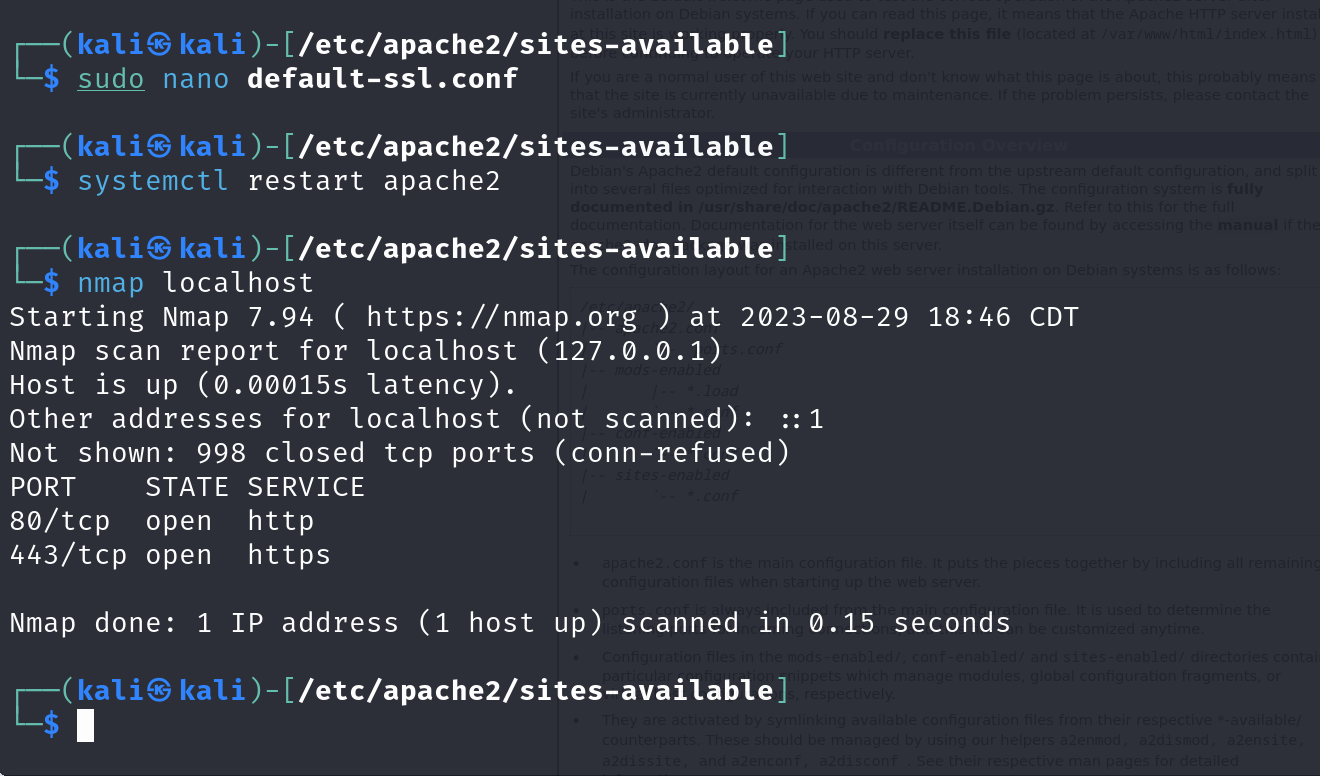 ┌──(kali㉿kali)-[/etc/apache2/sites-available]
└─$ sudo nano default-ssl.conf
┌──(kali㉿kali)-[/etc/apache2/sites-available]
└─$ systemctl restart apache2
┌──(kali㉿kali)-[/etc/apache2/sites-available]
└─$ nmap localhost
Starting Nmap 7.94 ( https://nmap.org ) at 2023-08-29 18:46 CDT
Nmap scan report for localhost (127.0.0.1)
Host is up (0.00015s latency).
Other addresses for localhost (not scanned): ::1
Not shown: 998 closed tcp ports (conn-refused)
PORT    STATE SERVICE
80/tcp  open  http
443/tcp open  https
Nmap done: 1 IP address (1 host up) scanned in 0.15 seconds
┌──(kali㉿kali)-[/etc/apache2/sites-available]
└─$
installation on Debian systems. If you can read this page, it means that the Apache HTTP server
at this site is working properly. You should replace this file (located at /var/www/html/index.html)
before continuing to operate your HTTP server.
If you are a normal user of this web site and don't know what this page is about, this probably means
that the site is currently unavailable due to maintenance. If the problem persists, please contact the
site's administrator.
Configuration Overview
Debian's Apache2 default configuration is different from the upstream default configuration, and split
into several files optimized for interaction with Debian tools. The configuration system is fully
documented in /usr/share/doc/apache2/README.Debian.gz. Refer to this for the full
documentation. Documentation for the web server itself can be found by accessing the manual if the
installed on this server.
The configuration layout for an Apache2 web server installation on Debian systems is as follows:
/etc/apache2/
|-- apache2.conf
ports.conf
|-- mods-enabled
|       |-- *.load
|-- conf-enabled
|-- sites-enabled
|       `-- *.conf
• apache2.conf is the main configuration file. It puts the pieces together by including all remaining
configuration files when starting up the web server.
• ports.conf is always included from the main configuration file. It is used to determine the
can be customized anytime.
• Configuration files in the mods-enabled/, conf-enabled/ and sites-enabled/ directories
particular configuration snippets which manage modules, global configuration fragments, or
respectively.
• They are activated by symlinking available configuration files from their respective *-available/
counterparts. These should be managed by using our helpers a2enmod, a2dismod, a2ensite,
a2dissite, and a2enconf, a2disconf . See their respective man pages for detailed